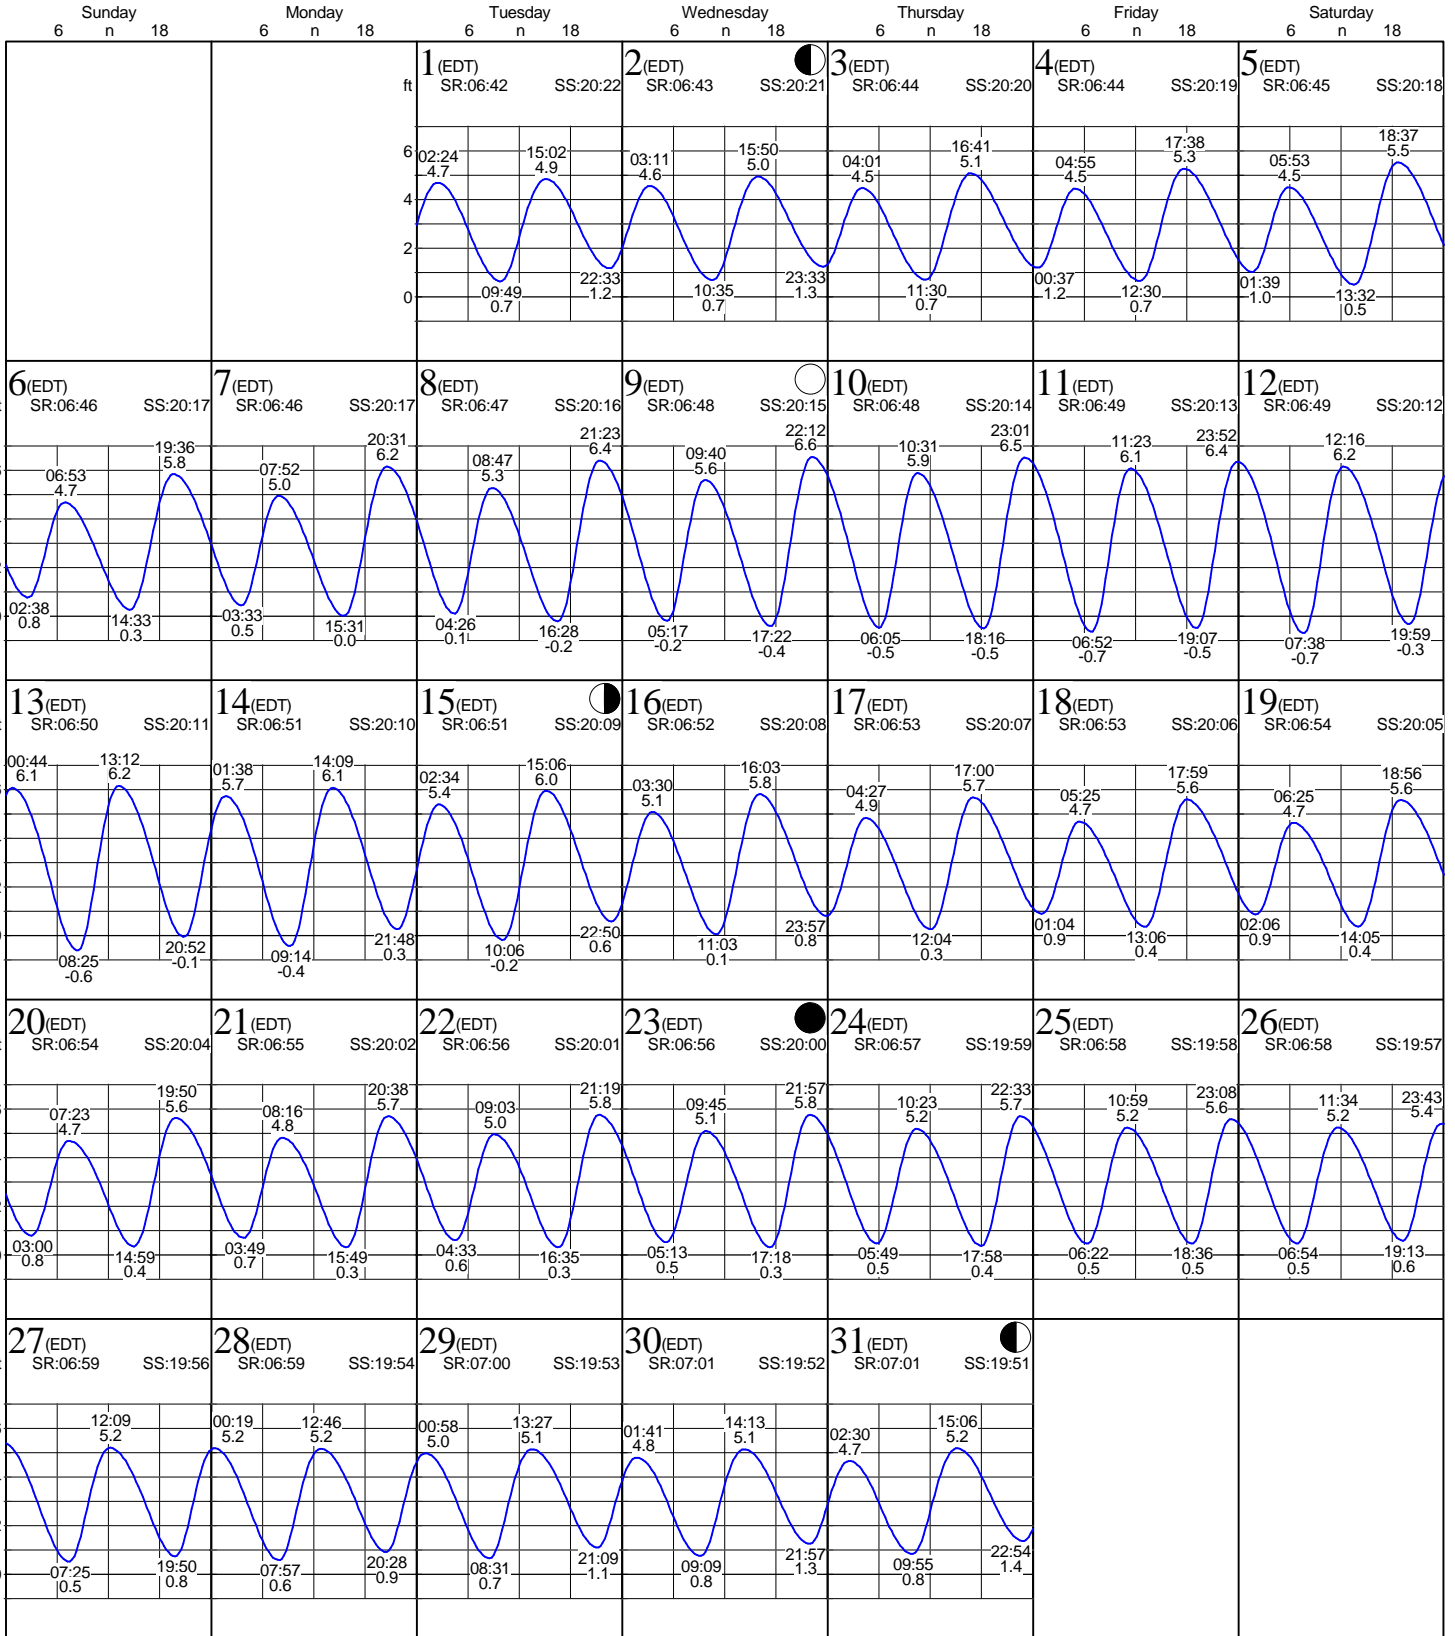 Sunday Monday Tuesday Wednesday Thursday Friday Saturday
6 n 18 6 n 18 6 n 18 6 n 18 6 n 18 6 n 18 6 n 18
1(EDT) 2(EDT) 3(EDT) 4(EDT) 5(EDT)
ft SR:06:42 SS:20:22 SR:06:43 SS:20:21 SR:06:44 SS:20:20 SR:06:44 SS:20:19 SR:06:45 SS:20:18
6
4
2
0
02:24 4.7 09:49 0.7 15:02 4.9 22:33 1.2
03:11 4.6 10:35 0.7 15:50 5.0 23:33 1.3
04:01 4.5 11:30 0.7 16:41 5.1
00:37 1.2 04:55 4.5 12:30 0.7 17:38 5.3
01:39 1.0 05:53 4.5 13:32 0.5 18:37 5.5
6(EDT) 7(EDT) 8(EDT) 9(EDT) 10(EDT) 11(EDT) 12(EDT)
SR:06:46 SS:20:17 SR:06:46 SS:20:17 SR:06:47 SS:20:16 SR:06:48 SS:20:15 SR:06:48 SS:20:14 SR:06:49 SS:20:13 SR:06:49 SS:20:12
02:38 0.8 06:53 4.7 14:33 0.3 19:36 5.8
03:33 0.5 07:52 5.0 15:31 0.0 20:31 6.2
04:26 0.1 08:47 5.3 16:28 -0.2 21:23 6.4
05:17 -0.2 09:40 5.6 17:22 -0.4 22:12 6.6
06:05 -0.5 10:31 5.9 18:16 -0.5 23:01 6.5
06:52 -0.7 11:23 6.1 19:07 -0.5 23:52 6.4
07:38 -0.7 12:16 6.2 19:59 -0.3
13(EDT) 14(EDT) 15(EDT) 16(EDT) 17(EDT) 18(EDT) 19(EDT)
SR:06:50 SS:20:11 SR:06:51 SS:20:10 SR:06:51 SS:20:09 SR:06:52 SS:20:08 SR:06:53 SS:20:07 SR:06:53 SS:20:06 SR:06:54 SS:20:05
00:44 6.1 08:25 -0.6 13:12 6.2 20:52 -0.1
01:38 5.7 09:14 -0.4 14:09 6.1 21:48 0.3
02:34 5.4 10:06 -0.2 15:06 6.0 22:50 0.6
03:30 5.1 11:03 0.1 16:03 5.8 23:57 0.8
04:27 4.9 12:04 0.3 17:00 5.7
01:04 0.9 05:25 4.7 13:06 0.4 17:59 5.6
02:06 0.9 06:25 4.7 14:05 0.4 18:56 5.6
20(EDT) 21(EDT) 22(EDT) 23(EDT) 24(EDT) 25(EDT) 26(EDT)
SR:06:54 SS:20:04 SR:06:55 SS:20:02 SR:06:56 SS:20:01 SR:06:56 SS:20:00 SR:06:57 SS:19:59 SR:06:58 SS:19:58 SR:06:58 SS:19:57
03:00 0.8 07:23 4.7 14:59 0.4 19:50 5.6
03:49 0.7 08:16 4.8 15:49 0.3 20:38 5.7
04:33 0.6 09:03 5.0 16:35 0.3 21:19 5.8
05:13 0.5 09:45 5.1 17:18 0.3 21:57 5.8
05:49 0.5 10:23 5.2 17:58 0.4 22:33 5.7
06:22 0.5 10:59 5.2 18:36 0.5 23:08 5.6
06:54 0.5 11:34 5.2 19:13 0.6 23:43 5.4
27(EDT) 28(EDT) 29(EDT) 30(EDT) 31(EDT)
SR:06:59 SS:19:56 SR:06:59 SS:19:54 SR:07:00 SS:19:53 SR:07:01 SS:19:52 SR:07:01 SS:19:51
07:25 0.5 12:09 5.2 19:50 0.8
00:19 5.2 07:57 0.6 12:46 5.2 20:28 0.9
00:58 5.0 08:31 0.7 13:27 5.1 21:09 1.1
01:41 4.8 09:09 0.8 14:13 5.1 21:57 1.3
02:30 4.7 09:55 0.8 15:06 5.2 22:54 1.4